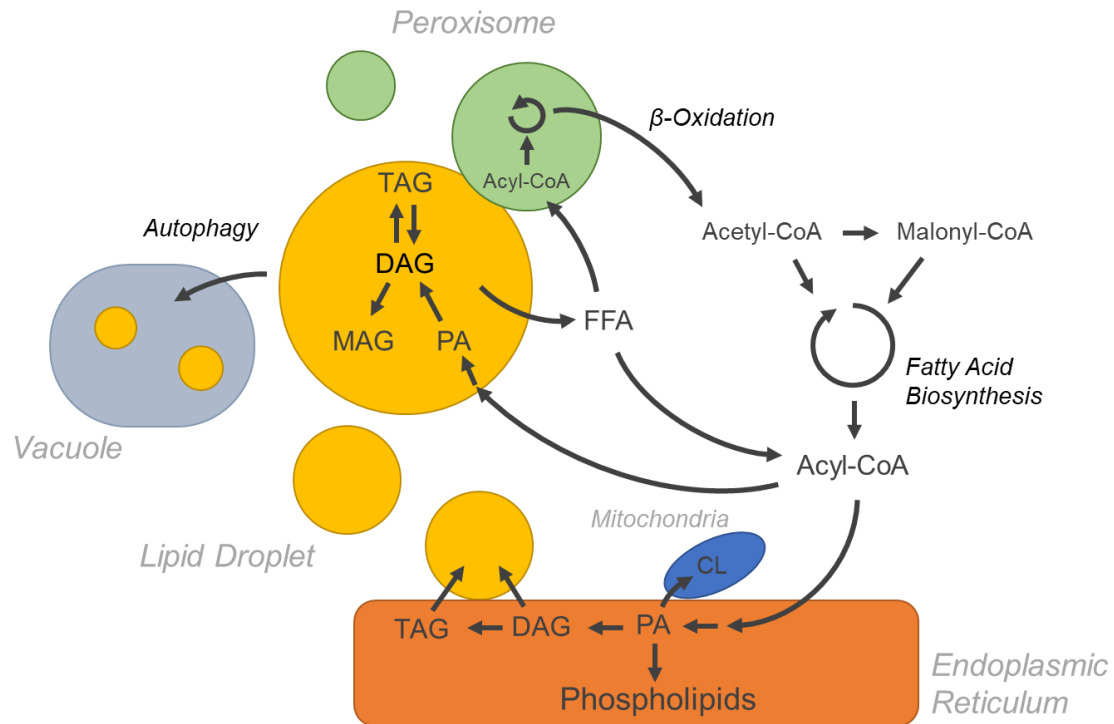 Peroxisome
β-Oxidation
Acyl-CoA
TAG
Autophagy
DAG
Acetyl-CoA
Malonyl-CoA
MAG
PA
FFA
Fatty Acid
Biosynthesis
Vacuole
Acyl-CoA
Mitochondria
Lipid Droplet
CL
TAG
DAG
PA
Phospholipids
Endoplasmic
Reticulum